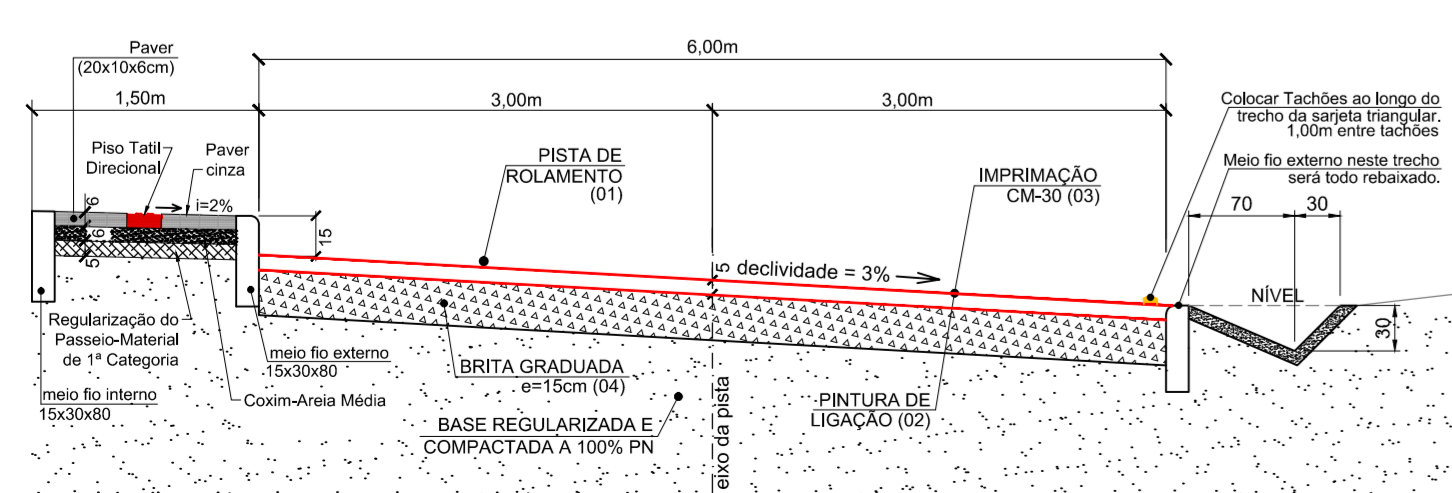 Paver
(20x10x6cm)
6,00m
1,50m
3,00m
3,00m
Colocar Tachões ao longo do
trecho da sarjeta triangular.
1,00m entre tachões
Piso Tatil
Direcional
Paver
cinza
PISTA DE
ROLAMENTO
(01)
IMPRIMAÇÃO
CM-30 (03)
Meio fio externo neste trecho
será todo rebaixado.
i=2%
6
6
5
15
70
30
5
declividade = 3%
NÍVEL
30
Regularização do
Passeio-Material
de 1ª Categoria
meio fio externo
15x30x80
BRITA GRADUADA
e=15cm (04)
meio fio interno
15x30x80
Coxim-Areia Média
PINTURA DE
LIGAÇÃO (02)
BASE REGULARIZADA E
COMPACTADA A 100% PN
eixo da pista